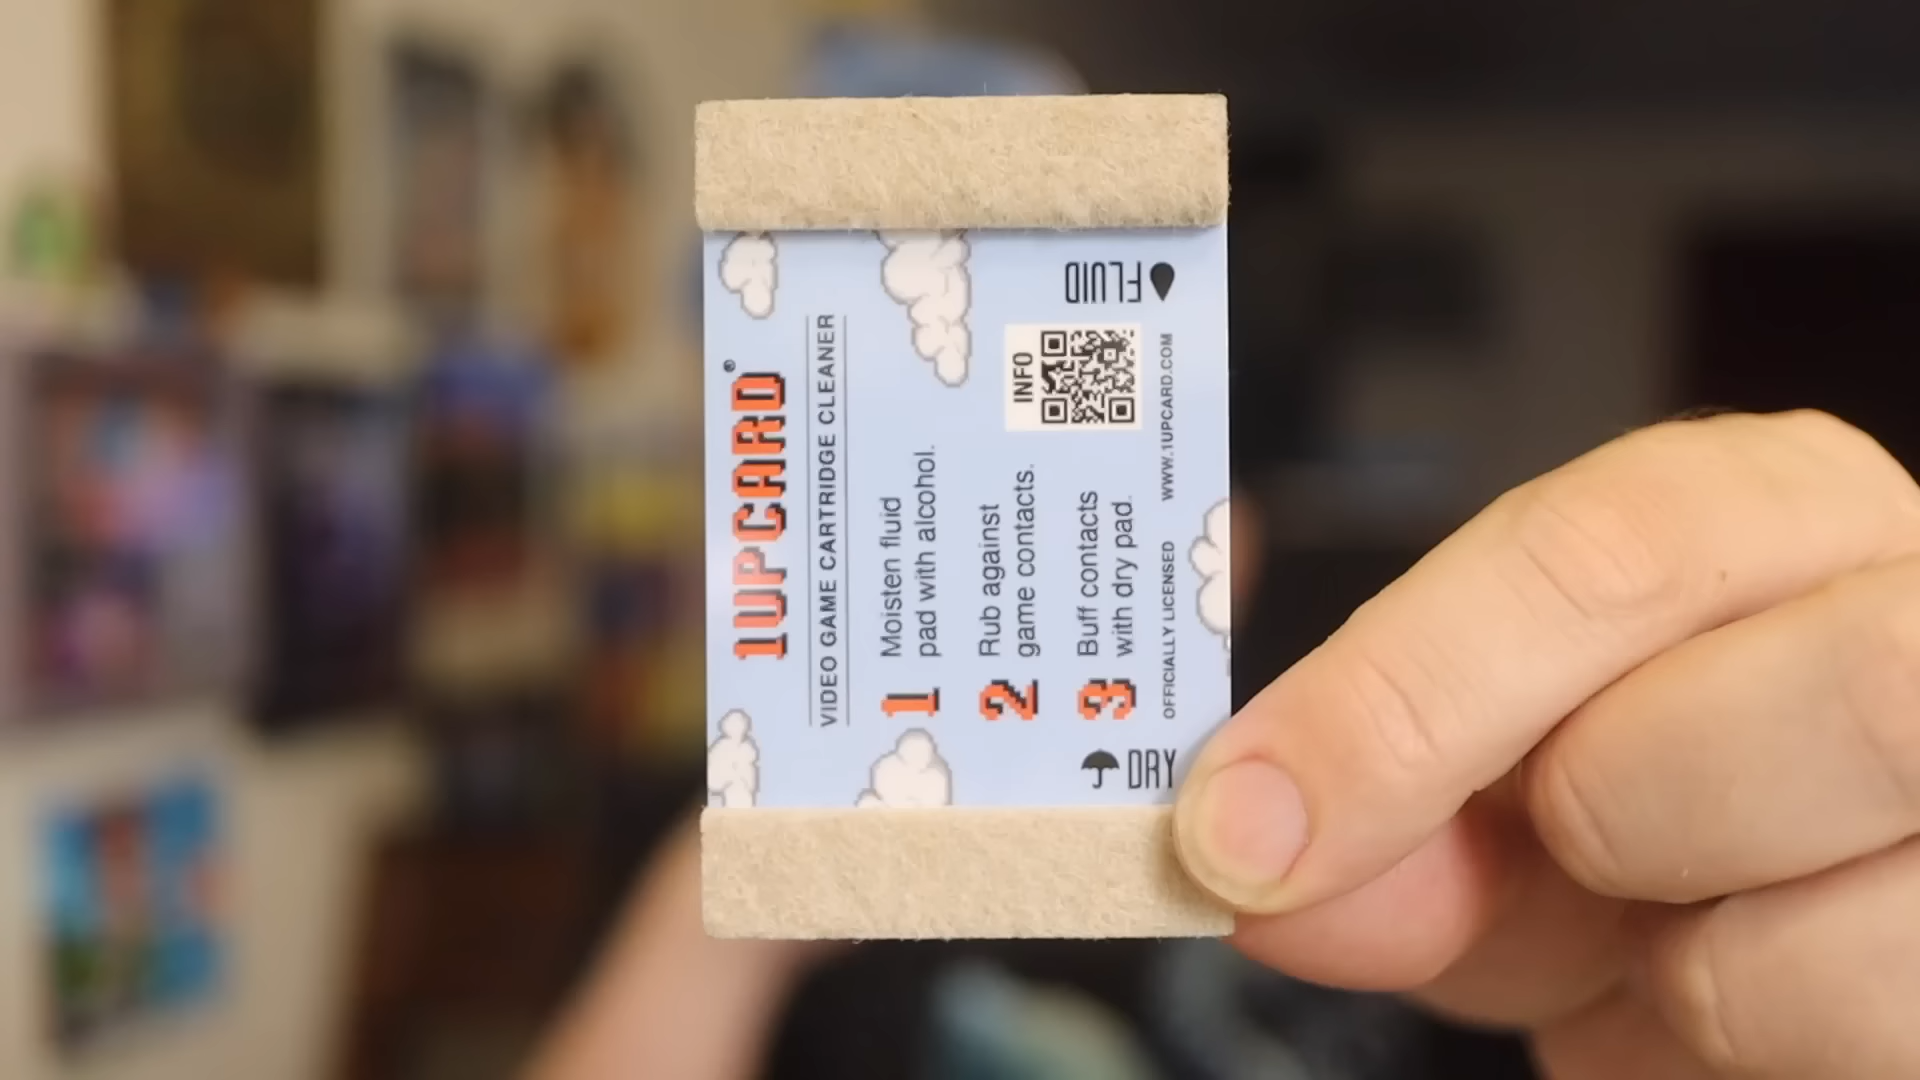 1UPCARD®
VIDEO GAME CARTRIDGE CLEANER
1 Moisten fluid
pad with alcohol.
2 Rub against
game contacts.
3 Buff contacts
with dry pad.
OFFICIALLY LICENSED WWW.1UPCARD.COM
INFO
FLUID
DRY